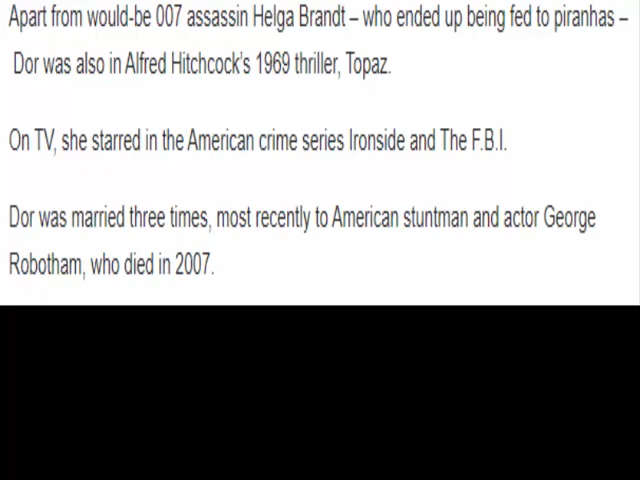 Apart from would-be 007 assassin Helga Brandt – who ended up being fed to piranhas –
Dor was also in Alfred Hitchcock's 1969 thriller, Topaz.
On TV, she starred in the American crime series Ironside and The F.B.I.
Dor was married three times, most recently to American stuntman and actor George
Robotham, who died in 2007.